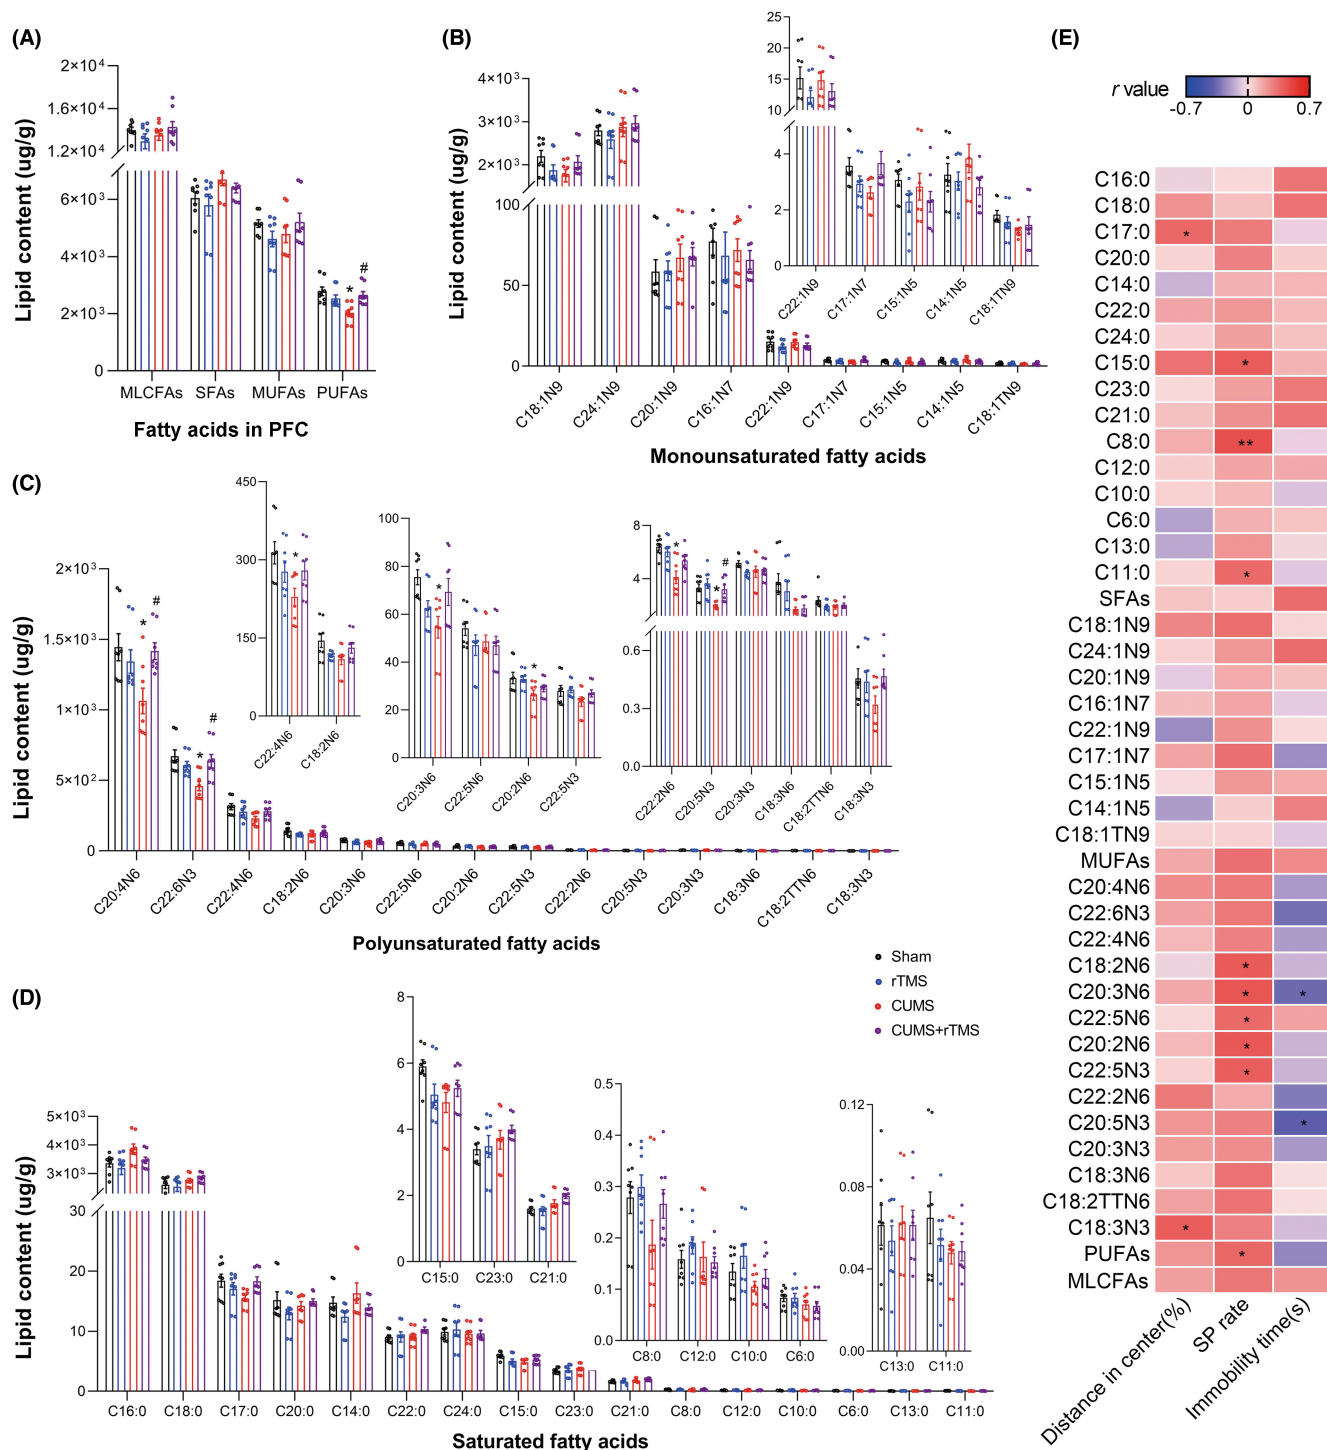 (A)
2×10⁴
1.6×10⁴
1.2×10⁴
6×10³
4×10³
2×10³
0
Lipid content (ug/g)
*
#
MLCFAs SFAs MUFAs PUFAs
Fatty acids in PFC
(B)
4×10³
3×10³
2×10³
100
50
0
Lipid content (ug/g)
25
20
15
10
4
2
0
C22:1N9 C17:1N7 C15:1N5 C14:1N5 C18:1TN9
C18:1N9 C24:1N9 C20:1N9 C16:1N7 C22:1N9 C17:1N7 C15:1N5 C14:1N5 C18:1TN9
Monounsaturated fatty acids
(C)
2×10³
1.5×10³
1×10³
5×10²
0
Lipid content (ug/g)
* # * #
450
300
150
0
*
C22:4N6 C18:2N6
100
80
60
40
20
0
* *
C20:3N6 C22:5N6 C20:2N6 C22:5N3
8
4
0.6
0.3
0.0
* * #
C22:2N6 C20:5N3 C20:3N3 C18:3N6 C18:2TTN6 C18:3N3
C20:4N6 C22:6N3 C22:4N6 C18:2N6 C20:3N6 C22:5N6 C20:2N6 C22:5N3 C22:2N6 C20:5N3 C20:3N3 C18:3N6 C18:2TTN6 C18:3N3
Polyunsaturated fatty acids
Sham
rTMS
CUMS
CUMS+rTMS
(D)
5×10³
4×10³
3×10³
30
20
10
0
Lipid content (ug/g)
8
6
4
2
0
C15:0 C23:0 C21:0
0.5
0.4
0.3
0.2
0.1
0.0
C8:0 C12:0 C10:0 C6:0
0.12
0.08
0.04
0.00
C13:0 C11:0
C16:0 C18:0 C17:0 C20:0 C14:0 C22:0 C24:0 C15:0 C23:0 C21:0 C8:0 C12:0 C10:0 C6:0 C13:0 C11:0
Saturated fatty acids
(E)
r value
-0.7 0 0.7
C16:0
C18:0
C17:0 *
C20:0
C14:0
C22:0
C24:0
C15:0 *
C23:0
C21:0
C8:0 **
C12:0
C10:0
C6:0
C13:0
C11:0 *
SFAs
C18:1N9
C24:1N9
C20:1N9
C16:1N7
C22:1N9
C17:1N7
C15:1N5
C14:1N5
C18:1TN9
MUFAs
C20:4N6
C22:6N3
C22:4N6
C18:2N6 *
C20:3N6 * *
C22:5N6 *
C20:2N6 *
C22:5N3 *
C22:2N6
C20:5N3 *
C20:3N3
C18:3N6
C18:2TTN6
C18:3N3 *
PUFAs *
MLCFAs
Distance in center(%) SP rate Immobility time(s)